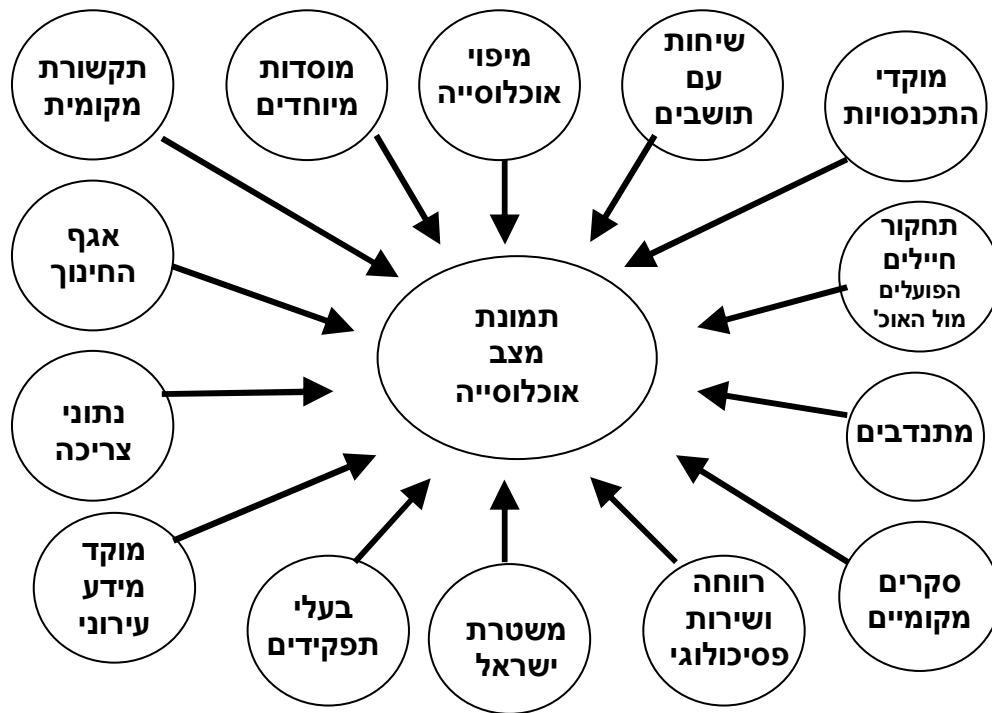 מוקדי
התכנסויות
שיחות
עם
תושבים
מיפוי
אוכלוסייה
מוסדות
מיוחדים
תקשורת
מקומית
תחקור
חיילים
הפועלים
מול האוכ'
אגף
החינוך
תמונת
מצב
אוכלוסייה
מתנדבים
נתוני
צריכה
סקרים
מקומיים
רווחה
ושירות
פסיכולוגי
משטרת
ישראל
בעלי
תפקידים
מוקד
מידע
עירוני